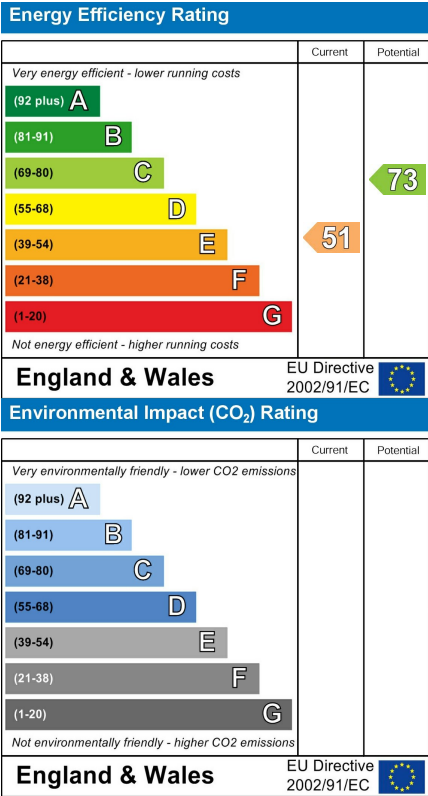 Energy Efficiency Rating
Current Potential
Very energy efficient - lower running costs
(92 plus) A
(81-91) B
(69-80) C
73
(55-68) D
(39-54) E
51
(21-38) F
(1-20) G
Not energy efficient - higher running costs
England & Wales
EU Directive
2002/91/EC
Environmental Impact (CO₂) Rating
Current Potential
Very environmentally friendly - lower CO2 emissions
(92 plus) A
(81-91) B
(69-80) C
(55-68) D
(39-54) E
(21-38) F
(1-20) G
Not environmentally friendly - higher CO2 emissions
England & Wales
EU Directive
2002/91/EC